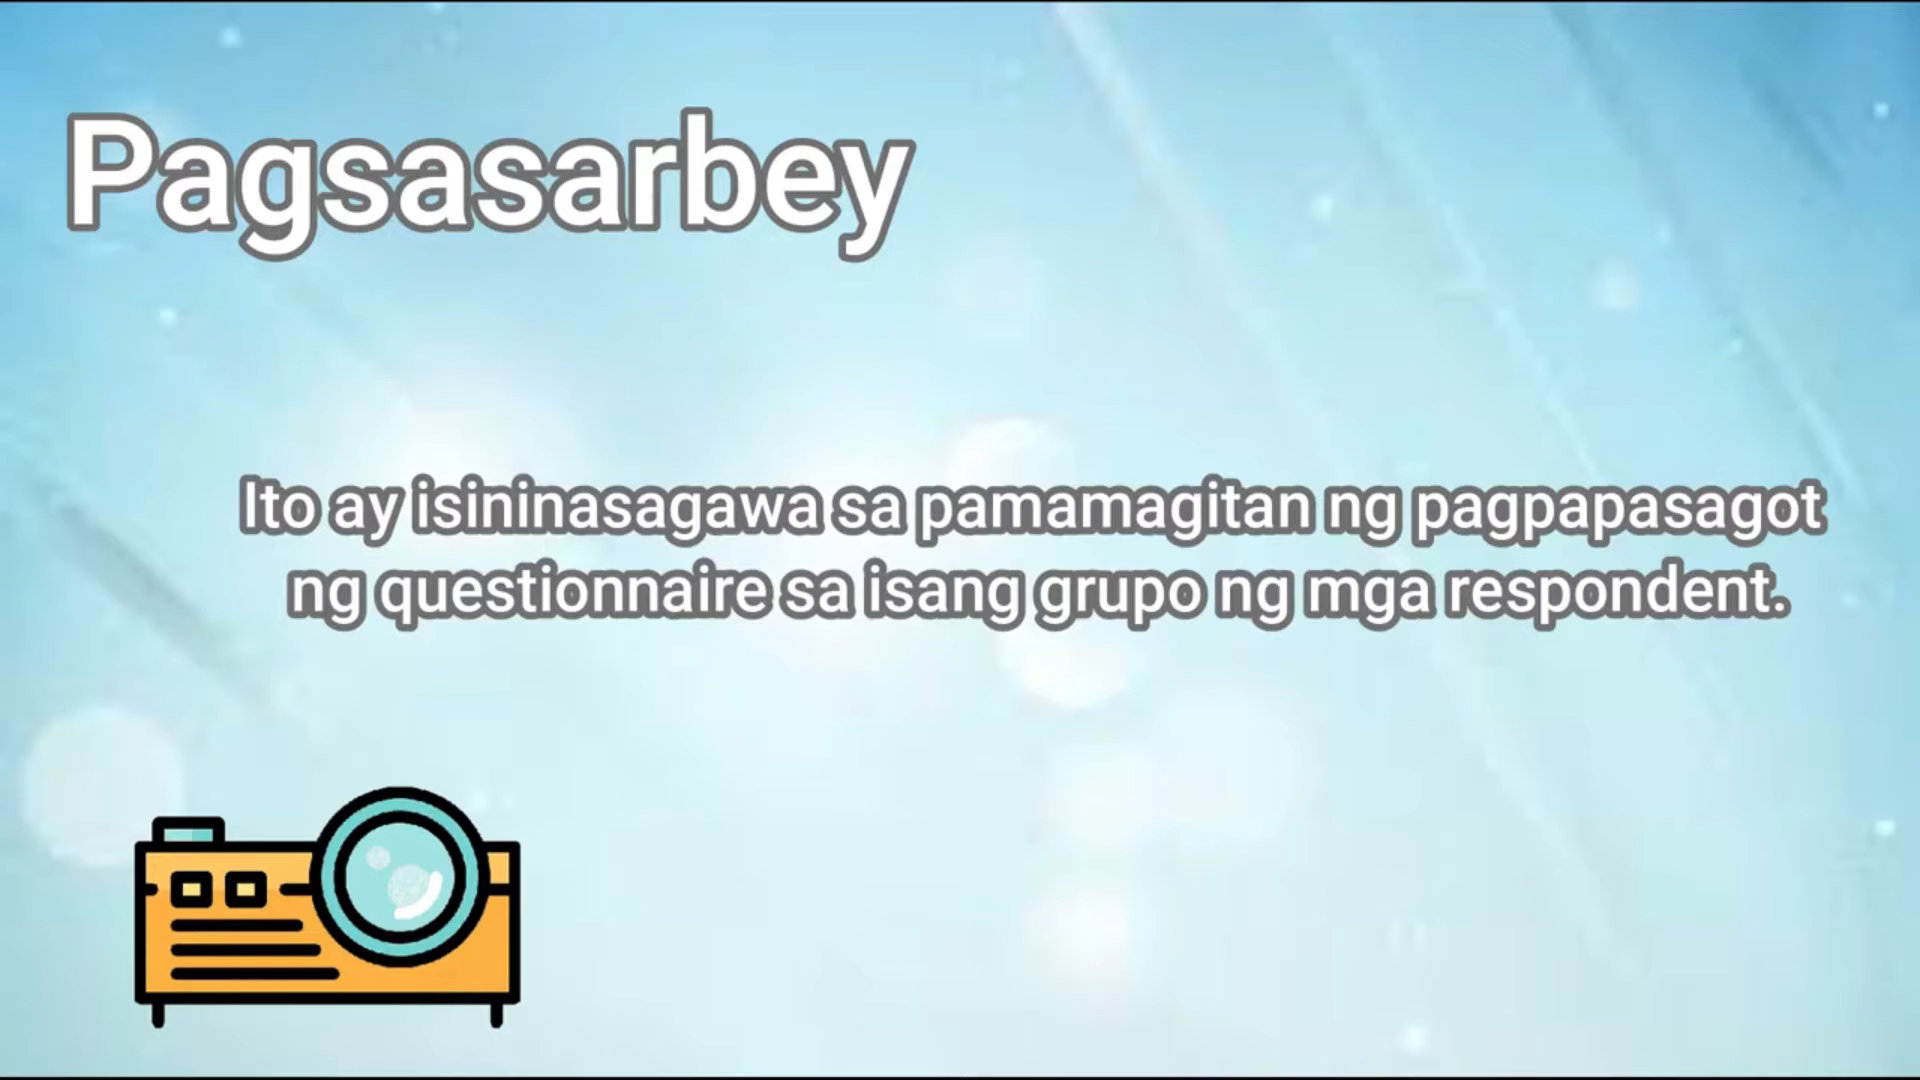 Pagsasarbey
Ito ay isininasagawa sa pamamagitan ng pagpapasagot
ng questionnaire sa isang grupo ng mga respondent.